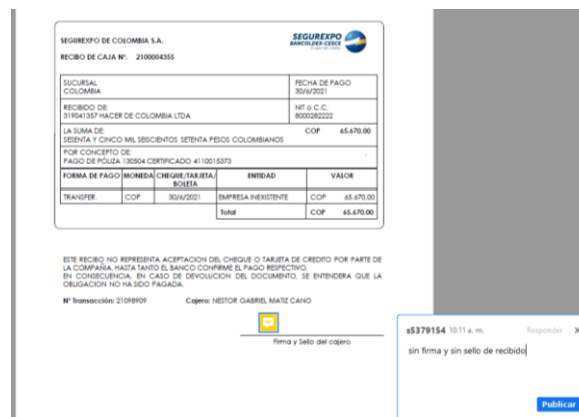 SEGUREXPO DE COLOMBIA S.A.
SEGUREXPO
BANCOLDEX-CESCE
RECIBO DE CAJA Nº. 2100004355
SUCURSAL
COLOMBIA
FECHA DE PAGO
30/6/2021
RECIBIDO DE:
319041357 HACER DE COLOMBIA LTDA
NIT o C.C.
8000282222
LA SUMA DE:
COP 65.670.00
SESENTA Y CINCO MIL SEISCIENTOS SETENTA PESOS COLOMBIANOS
POR CONCEPTO DE:
PAGO DE PÓLIZA 130504 CERTIFICADO 4110015373
FORMA DE PAGO MONEDA CHEQUE/TARJETA/ BOLETA ENTIDAD VALOR
TRANSFER. COP 30/6/2021 EMPRESA INEXISTENTE COP 65.670.00
Total COP 65.670.00
ESTE RECIBO NO REPRESENTA ACEPTACION DEL CHEQUE O TARJETA DE CREDITO POR PARTE DE
LA COMPAÑIA, HASTA TANTO EL BANCO CONFIRME EL PAGO RESPECTIVO.
EN CONSECUENCIA, EN CASO DE DEVOLUCION DEL DOCUMENTO, SE ENTENDERA QUE LA
OBLIGACION NO HA SIDO PAGADA.
Nº Transacción: 21098909 Cajero: NESTOR GABRIEL MATIZ CANO
Firma y Sello del cajero
s5379154 10:11 a. m. Responder
sin firma y sin sello de recibido
Publicar